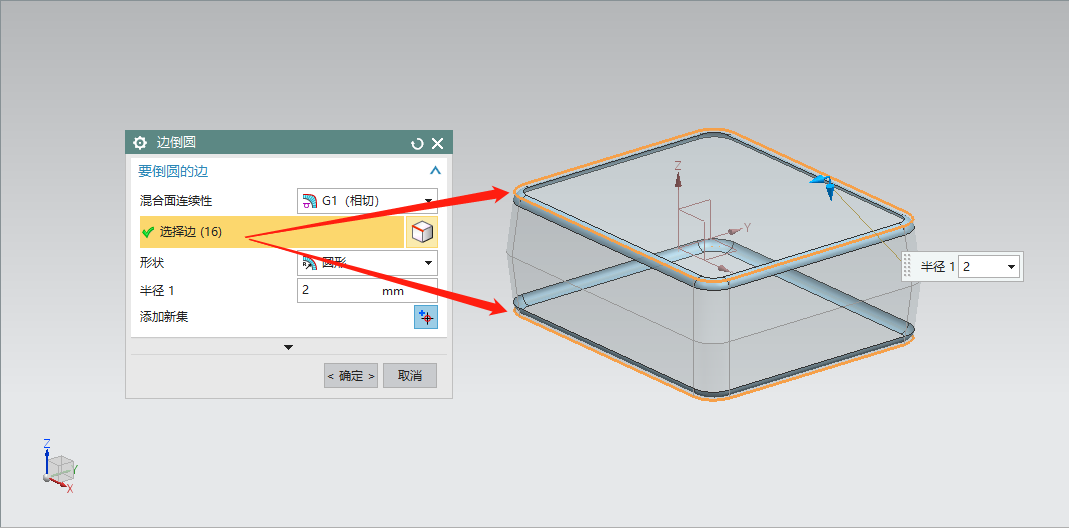 边倒圆
要倒圆的边
混合面连续性
G1（相切）
选择边 (16)
形状
圆形
半径 1
2
mm
添加新集
< 确定 >
取消
Z
Y
半径 1
2
Z
Y
X